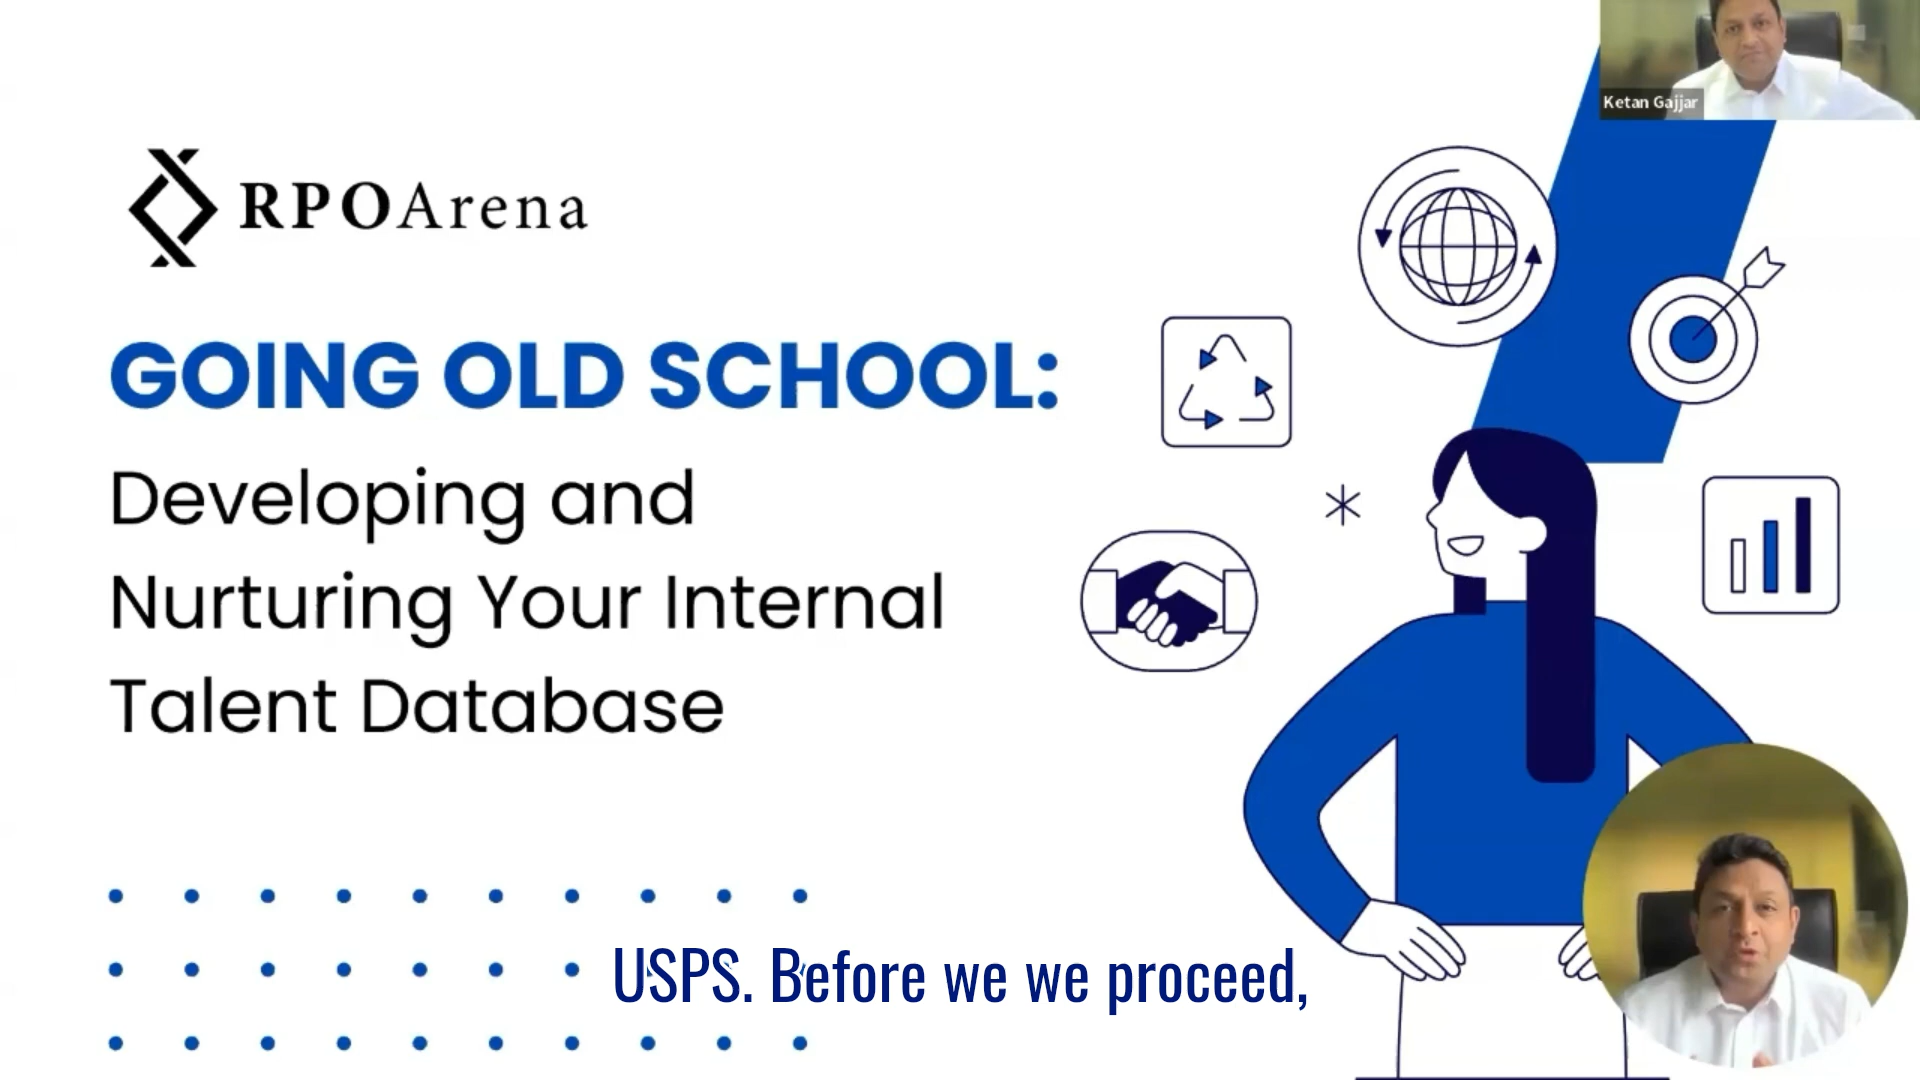 Ketan Gajjar
RPOArena
GOING OLD SCHOOL:
Developing and
Nurturing Your Internal
Talent Database
USPS. Before we we proceed,